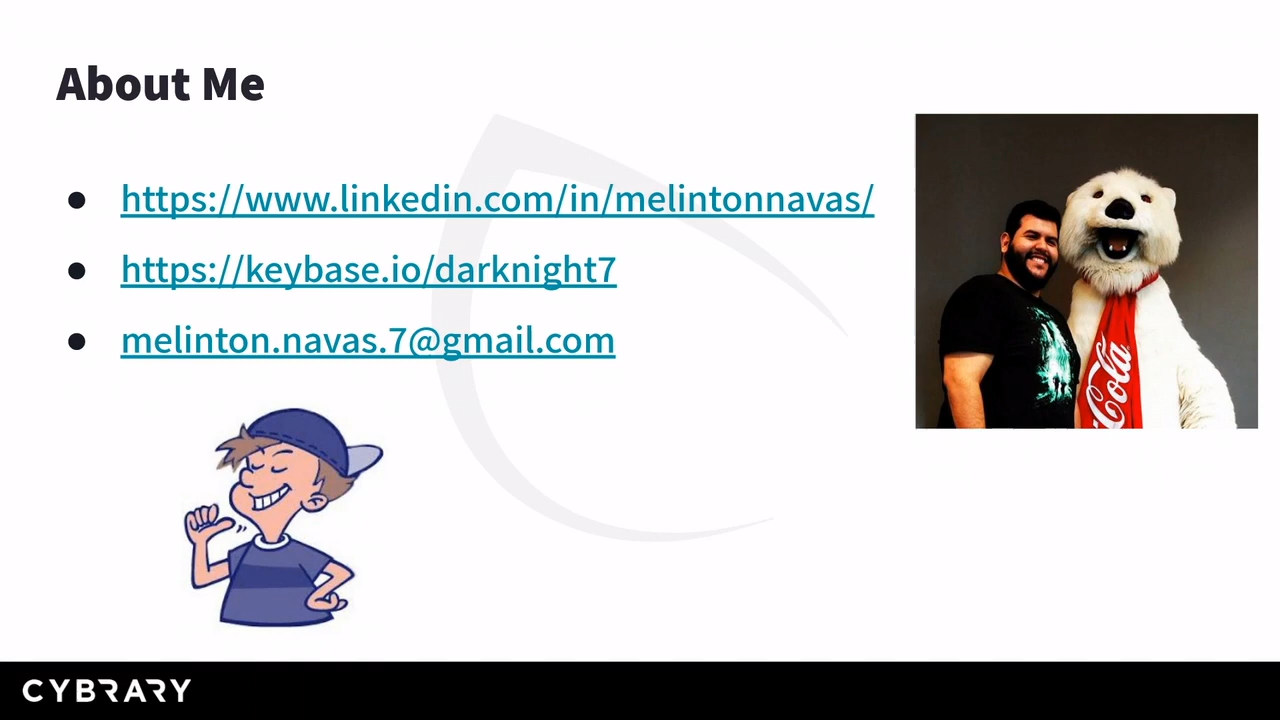 About Me
https://www.linkedin.com/in/melintonnavas/
https://keybase.io/darknight7
melinton.navas.7@gmail.com
Cola
CYBRARY